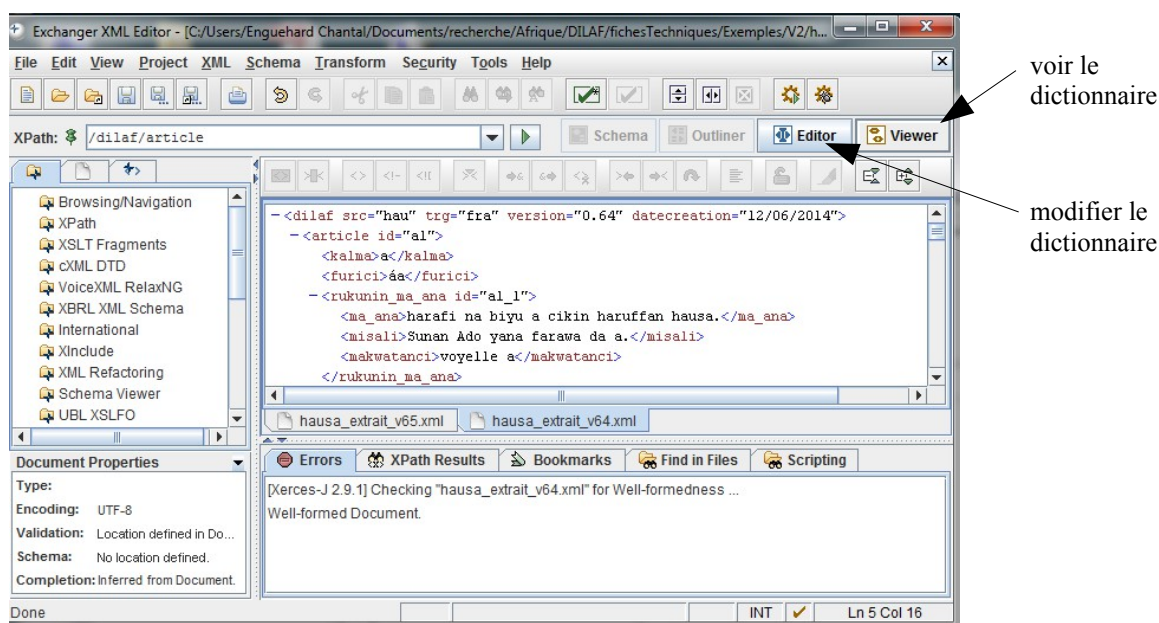 Exchanger XML Editor - [C:/Users/Enguehard Chantal/Documents/recherche/Afrique/DILAF/fichesTechniques/Exemples/V2/h...
File Edit View Project XML Schema Transform Security Tools Help
XPath: /dilaf/article Schema Outliner Editor Viewer
voir le
dictionnaire
modifier le
dictionnaire
Browsing/Navigation
XPath
XSLT Fragments
cXML DTD
VoiceXML RelaxNG
XBRL XML Schema
International
XInclude
XML Refactoring
Schema Viewer
UBL XSLFO
-<dilaf src="hau" trg="fra" version="0.64" datecreation="12/06/2014">
-<article id="a1">
<kalma>a</kalma>
<furici>áa</furici>
-<rukunin_ma_ana id="a1_1">
<ma_ana>harafi na biyu a cikin haruffan hausa.</ma_ana>
<misali>Sunan Ado yana farawa da a.</misali>
<makwatanci>voyelle a</makwatanci>
</rukunin_ma_ana>
hausa_extrait_v65.xml hausa_extrait_v64.xml
Document Properties
Type:
Encoding: UTF-8
Validation: Location defined in Do...
Schema: No location defined.
Completion: Inferred from Document.
Errors XPath Results Bookmarks Find in Files Scripting
[Xerces-J 2.9.1] Checking "hausa_extrait_v64.xml" for Well-formedness ...
Well-formed Document.
Done INT Ln 5 Col 16